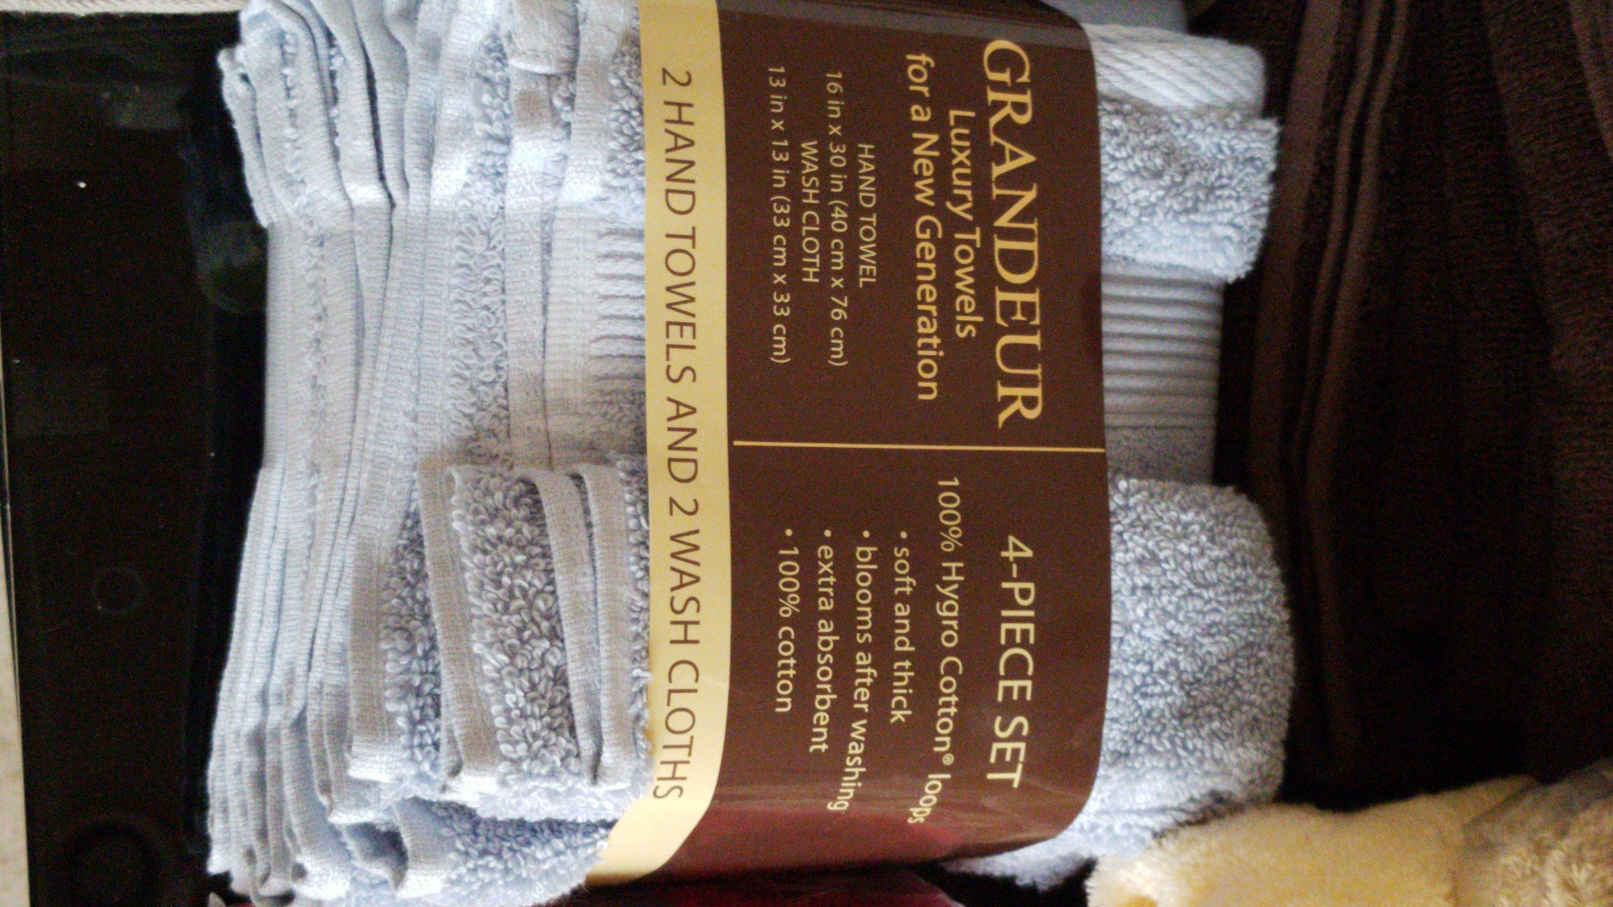 GRANDEUR
Luxury Towels
for a New Generation
HAND TOWEL
16 in x 30 in (40 cm x 76 cm)
WASH CLOTH
13 in x 13 in (33 cm x 33 cm)
4-PIECE SET
100% Hygro Cotton® loops
• soft and thick
• blooms after washing
• extra absorbent
• 100% cotton
2 HAND TOWELS AND 2 WASH CLOTHS